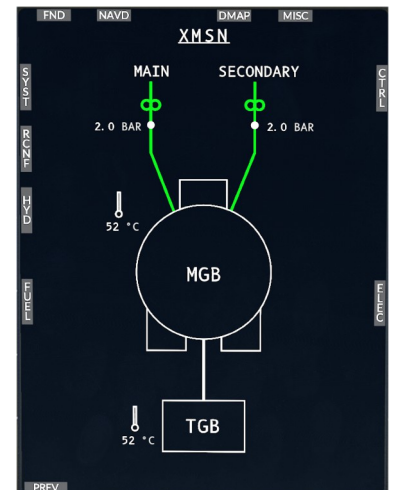 FND NAVD DMAP MISC
XMSN
MAIN SECONDARY
SYST
CTRL
2.0 BAR 2.0 BAR
RCNF
HYD
52 °C
MGB
FUEL
ELEC
TGB
52 °C
PREV